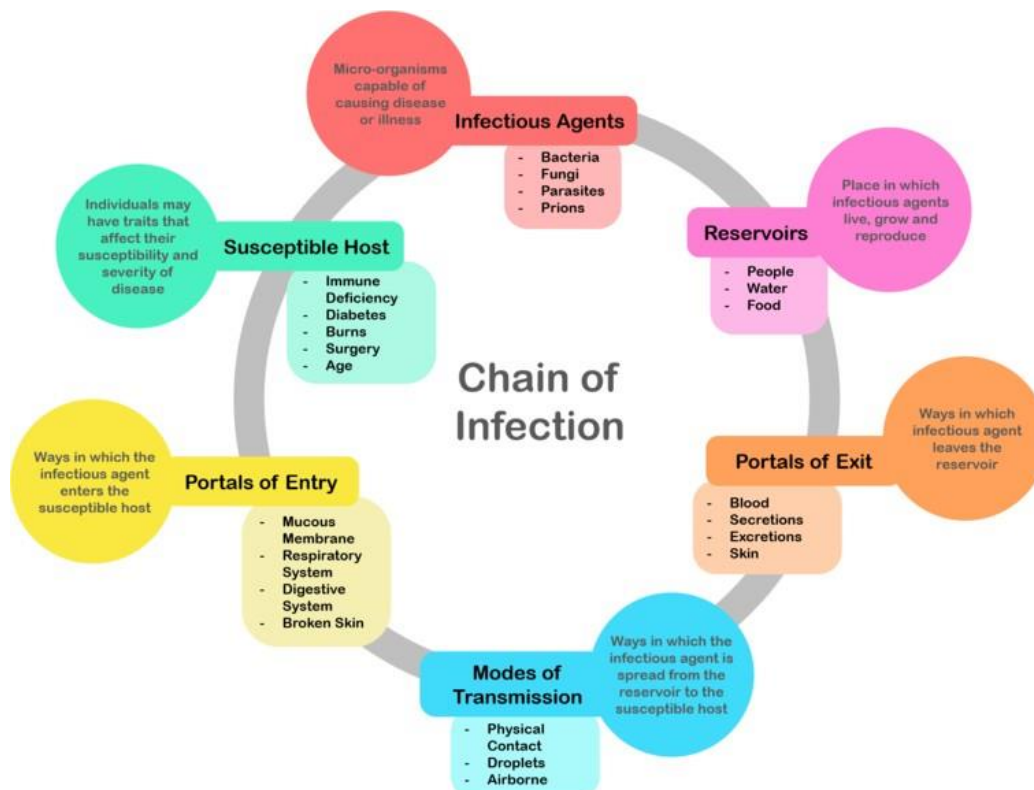 Micro-organisms
capable of
causing disease
or illness
Infectious Agents
- Bacteria
- Fungi
- Parasites
- Prions
Place in which
infectious agents
live, grow and
reproduce
Reservoirs
- People
- Water
- Food
Ways in which
infectious agent
leaves the
reservoir
Portals of Exit
- Blood
- Secretions
- Excretions
- Skin
Ways in which the
infectious agent is
spread from the
reservoir to the
susceptible host
Modes of
Transmission
- Physical
Contact
- Droplets
- Airborne
Ways in which the
infectious agent
enters the
susceptible host
Portals of Entry
- Mucous
Membrane
- Respiratory
System
- Digestive
System
- Broken Skin
Individuals may
have traits that
affect their
susceptibility and
severity of
disease
Susceptible Host
- Immune
Deficiency
- Diabetes
- Burns
- Surgery
- Age
Chain of
Infection